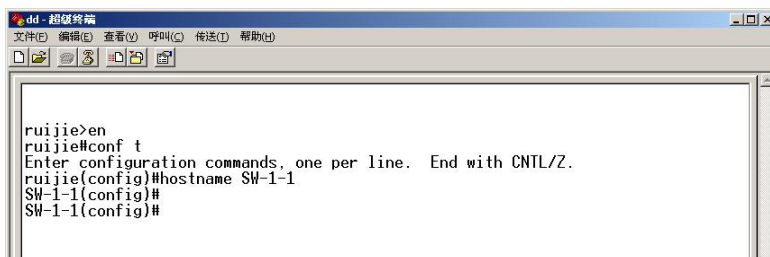 dd - 超级终端
文件(F) 编辑(E) 查看(V) 呼叫(C) 传送(T) 帮助(H)
ruijie>en
ruijie#conf t
Enter configuration commands, one per line.  End with CNTL/Z.
ruijie(config)#hostname SW-1-1
SW-1-1(config)#
SW-1-1(config)#